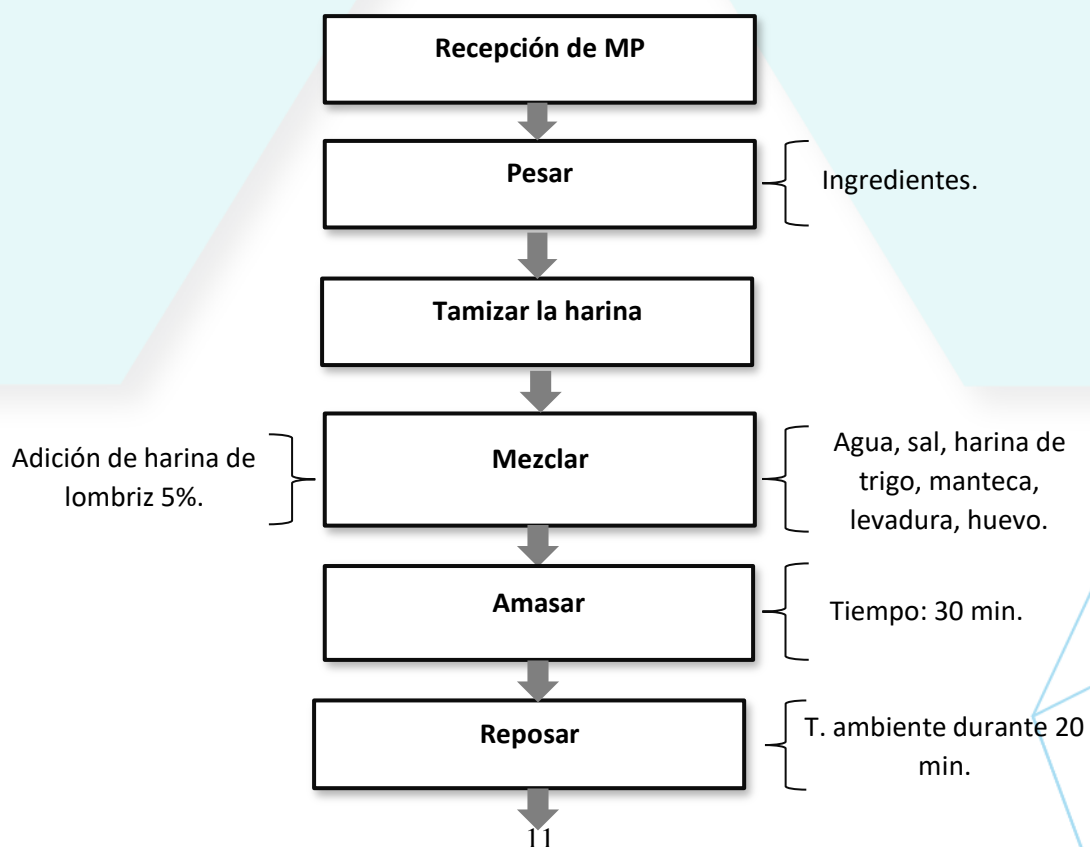 Recepción de MP
Pesar
Ingredientes.
Tamizar la harina
Adición de harina de
lombriz 5%.
Mezclar
Agua, sal, harina de
trigo, manteca,
levadura, huevo.
Amasar
Tiempo: 30 min.
Reposar
T. ambiente durante 20
min.
11